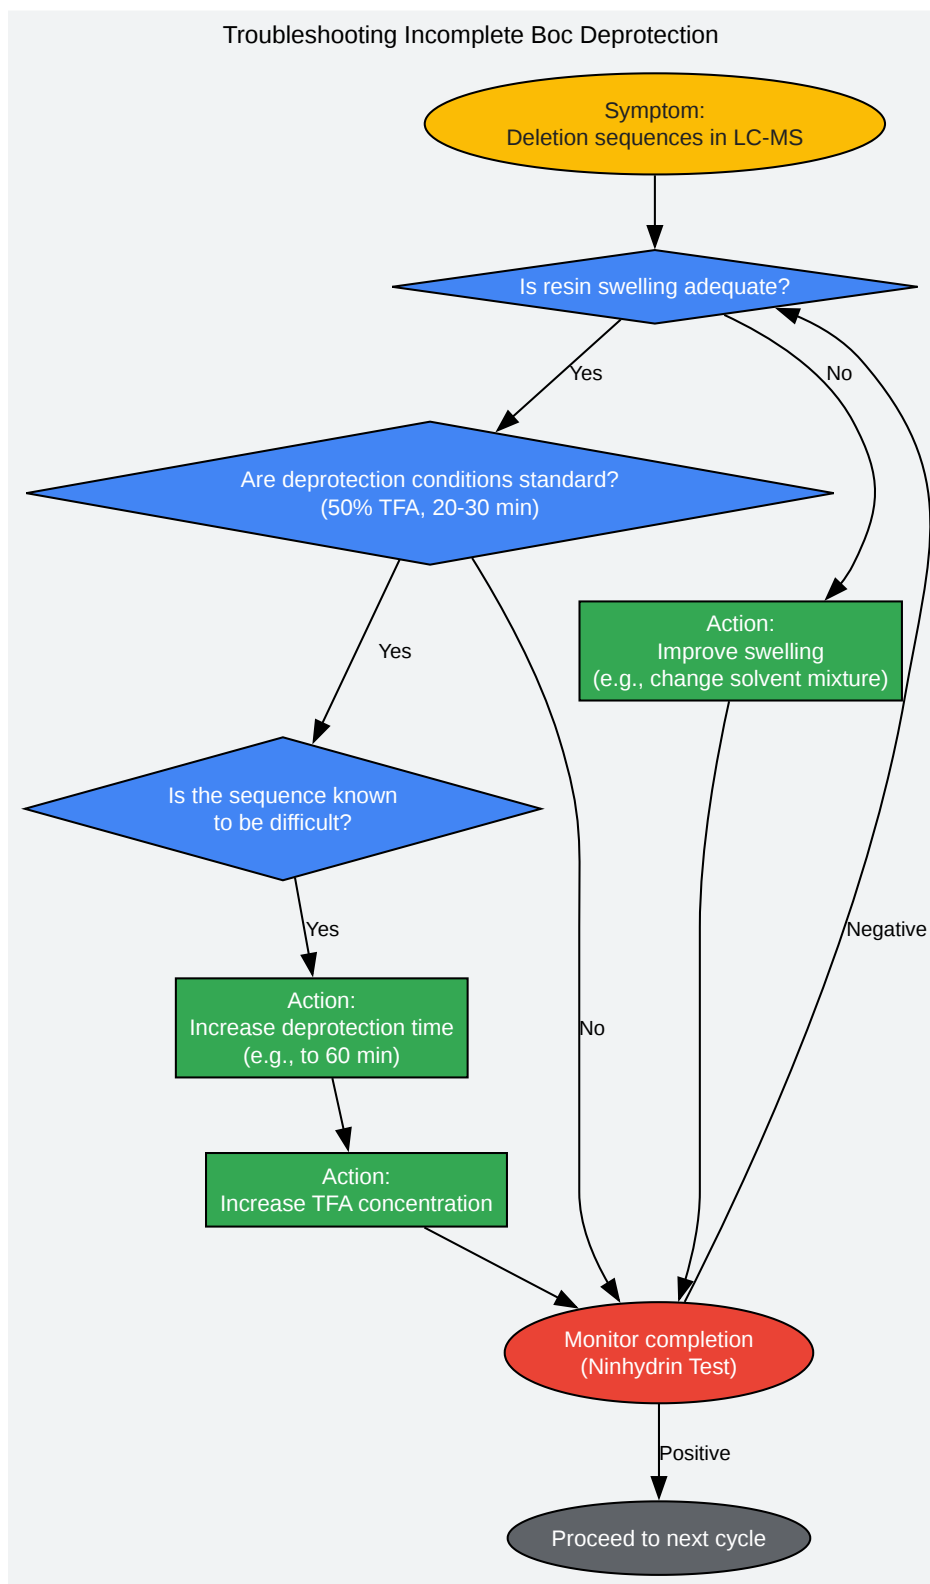 Troubleshooting Incomplete Boc Deprotection
Symptom:
Deletion sequences in LC-MS
Is resin swelling adequate?
Yes
No
Are deprotection conditions standard?
(50% TFA, 20-30 min)
Action:
Improve swelling
(e.g., change solvent mixture)
Yes
Is the sequence known
to be difficult?
Yes
Negative
Action:
Increase deprotection time
(e.g., to 60 min)
No
Action:
Increase TFA concentration
Monitor completion
(Ninhydrin Test)
Positive
Proceed to next cycle